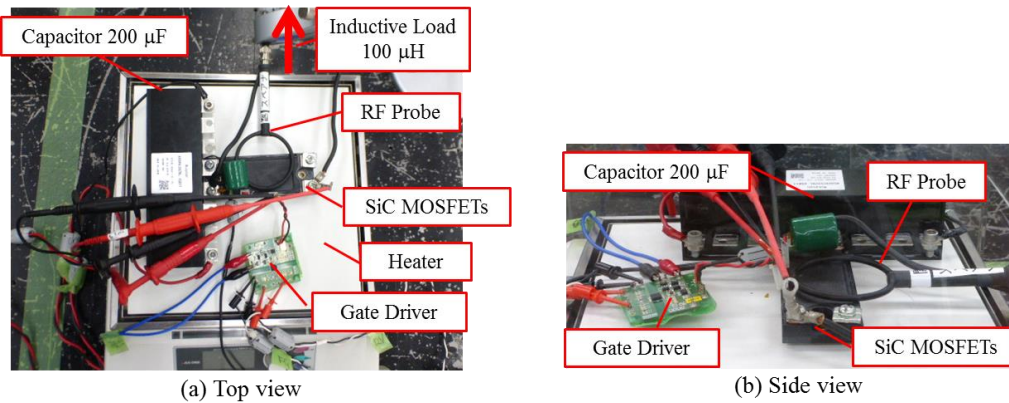 Capacitor 200 μF
Inductive Load
100 μH
RF Probe
SiC MOSFETs
Heater
Gate Driver
(a) Top view
Capacitor 200 μF
RF Probe
Gate Driver
SiC MOSFETs
(b) Side view